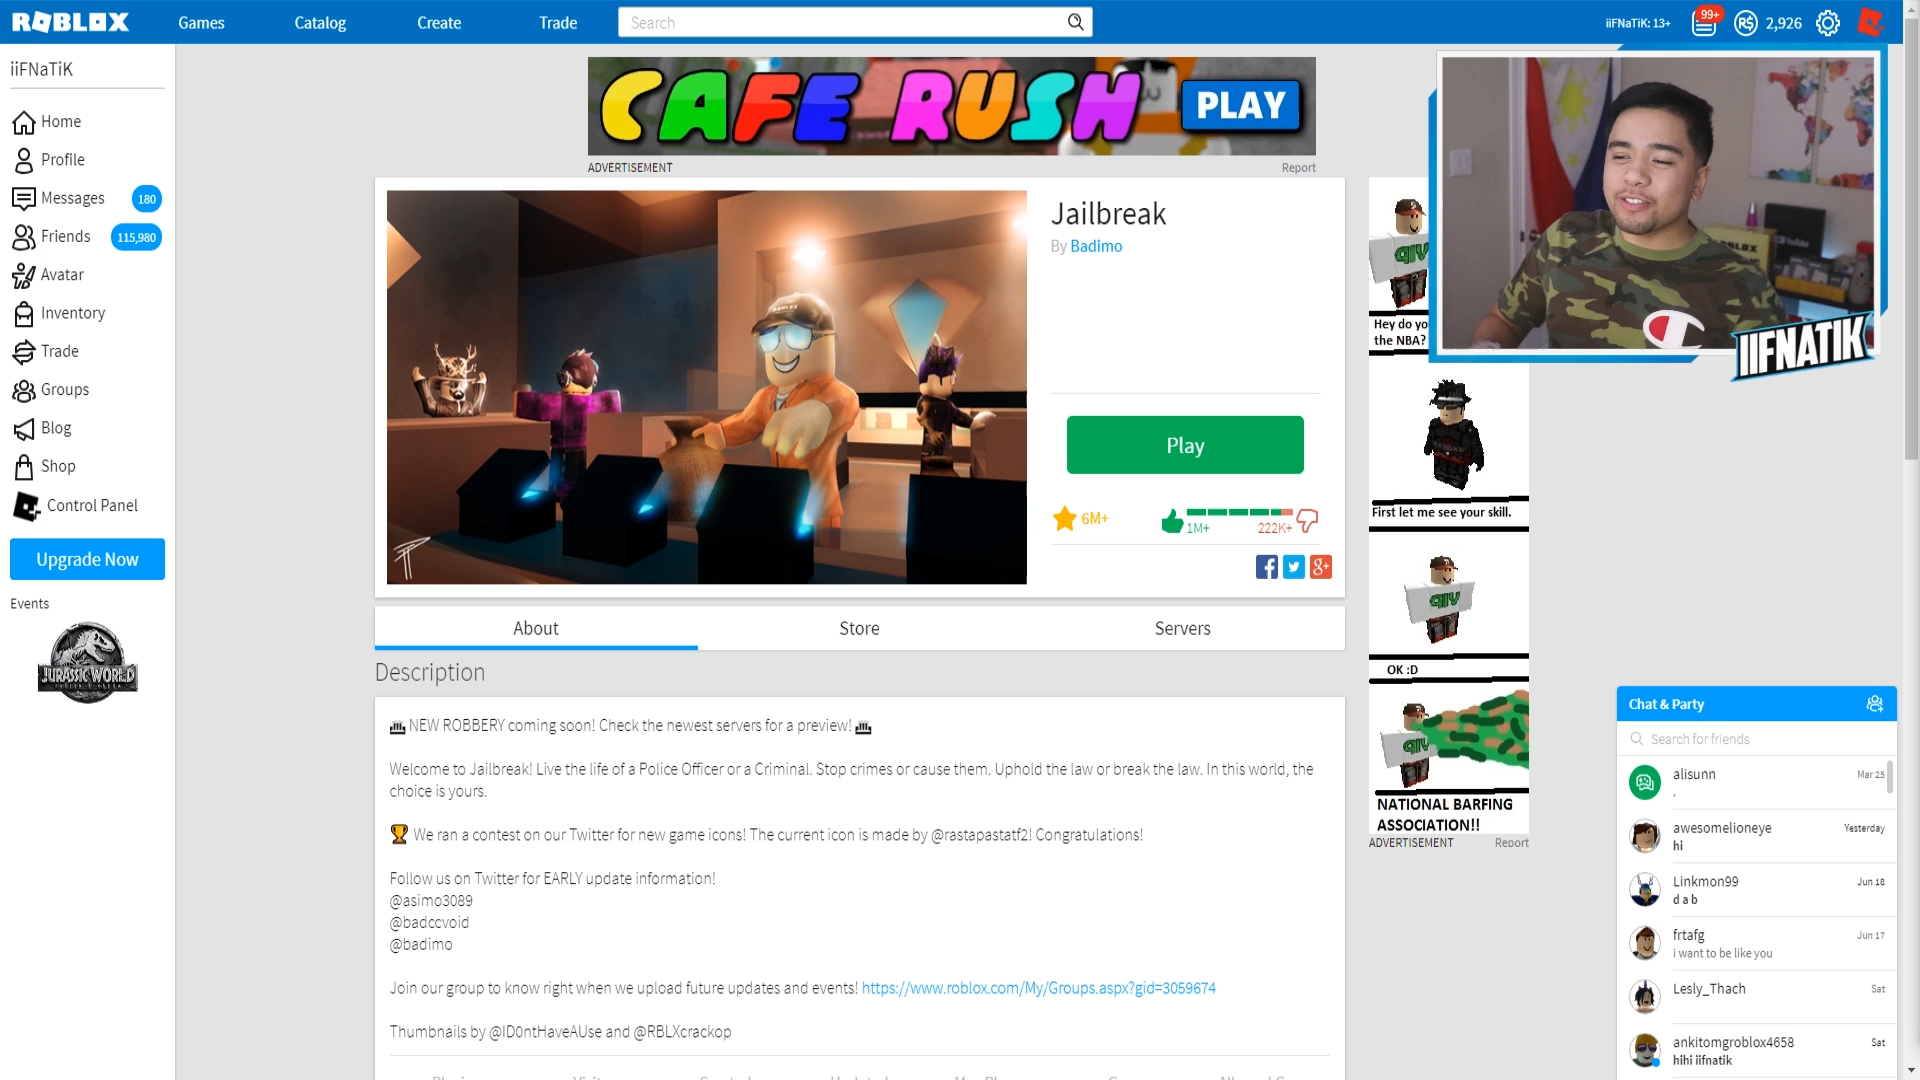 ROBLOX
Games
Catalog
Create
Trade
Search
iiFNaTiK: 13+
99+
2,926
iiFNaTiK
Home
Profile
Messages
180
Friends
115,980
Avatar
Inventory
Trade
Groups
Blog
Shop
Control Panel
Upgrade Now
Events
JURASSIC WORLD
CAFE RUSH
PLAY
ADVERTISEMENT
Report
ROBLOX
Jailbreak
By Badimo
Play
6M+
1M+
222K+
About
Store
Servers
Description
NEW ROBBERY coming soon! Check the newest servers for a preview!
Welcome to Jailbreak! Live the life of a Police Officer or a Criminal. Stop crimes or cause them. Uphold the law or break the law. In this world, the
choice is yours.
We ran a contest on our Twitter for new game icons! The current icon is made by @rastapastatf2! Congratulations!
Follow us on Twitter for EARLY update information!
@asimo3089
@badccvoid
@badimo
Join our group to know right when we upload future updates and events! https://www.roblox.com/My/Groups.aspx?gid=3059674
Thumbnails by @ID0ntHaveAUse and @RBLXcrackop
IIFNATIK
Hey do yo
the NBA?
First let me see your skill.
VIP
OK :D
NATIONAL BARFING
ASSOCIATION!!
ADVERTISEMENT
Report
Chat & Party
Search for friends
alisunn
Mar 25
.
awesomelioneye
Yesterday
hi
Linkmon99
Jun 18
d a b
frtafg
Jun 17
i want to be like you
Lesly_Thach
Sat
ankitomgroblox4658
Sat
hihi iifnatik